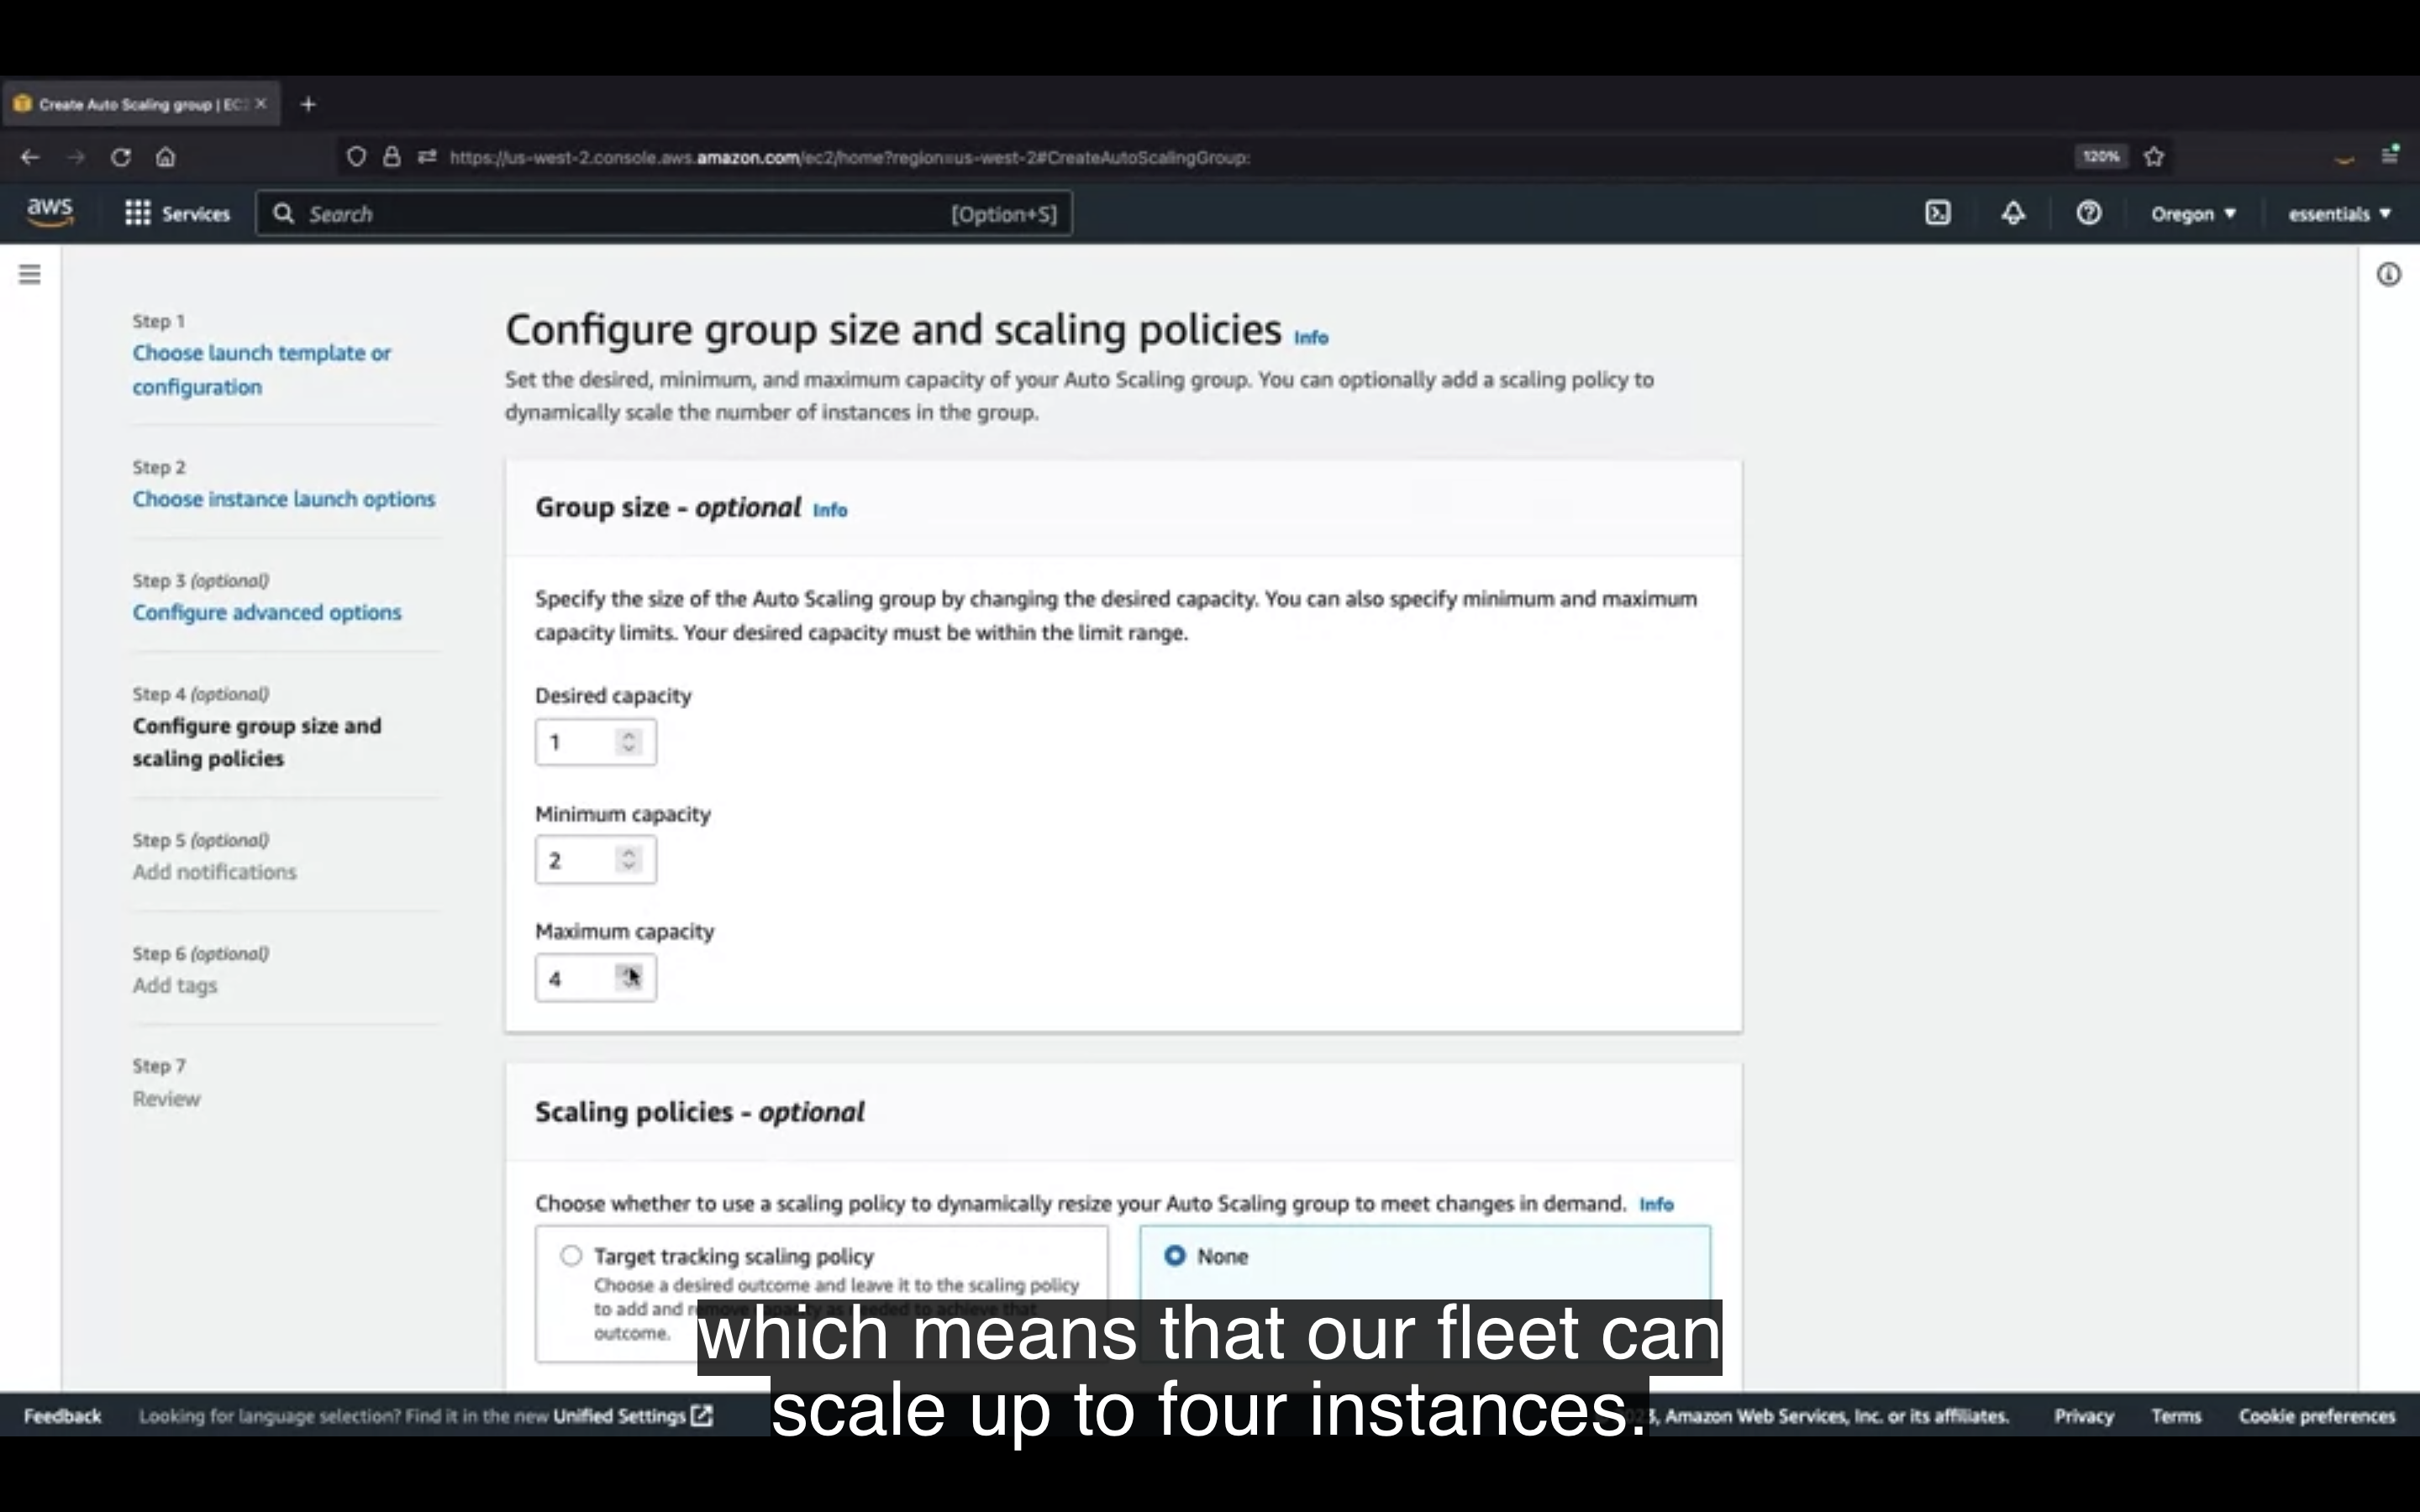 Create Auto Scaling group | EC
https://us-west-2.console.aws.amazon.com/ec2/home?region=us-west-2#CreateAutoScalingGroup:
120%
aws
Services
Search
[Option+S]
Oregon
essentials
Step 1
Choose launch template or
configuration
Step 2
Choose instance launch options
Step 3 (optional)
Configure advanced options
Step 4 (optional)
Configure group size and
scaling policies
Step 5 (optional)
Add notifications
Step 6 (optional)
Add tags
Step 7
Review
Configure group size and scaling policies Info
Set the desired, minimum, and maximum capacity of your Auto Scaling group. You can optionally add a scaling policy to
dynamically scale the number of instances in the group.
Group size - optional Info
Specify the size of the Auto Scaling group by changing the desired capacity. You can also specify minimum and maximum
capacity limits. Your desired capacity must be within the limit range.
Desired capacity
1
Minimum capacity
2
Maximum capacity
4
Scaling policies - optional
Choose whether to use a scaling policy to dynamically resize your Auto Scaling group to meet changes in demand. Info
Target tracking scaling policy
Choose a desired outcome and leave it to the scaling policy
to add and remove capacity as needed to achieve that
outcome.
None
which means that our fleet can
scale up to four instances.
Feedback
Looking for language selection? Find it in the new Unified Settings
, Amazon Web Services, Inc. or its affiliates.
Privacy
Terms
Cookie preferences